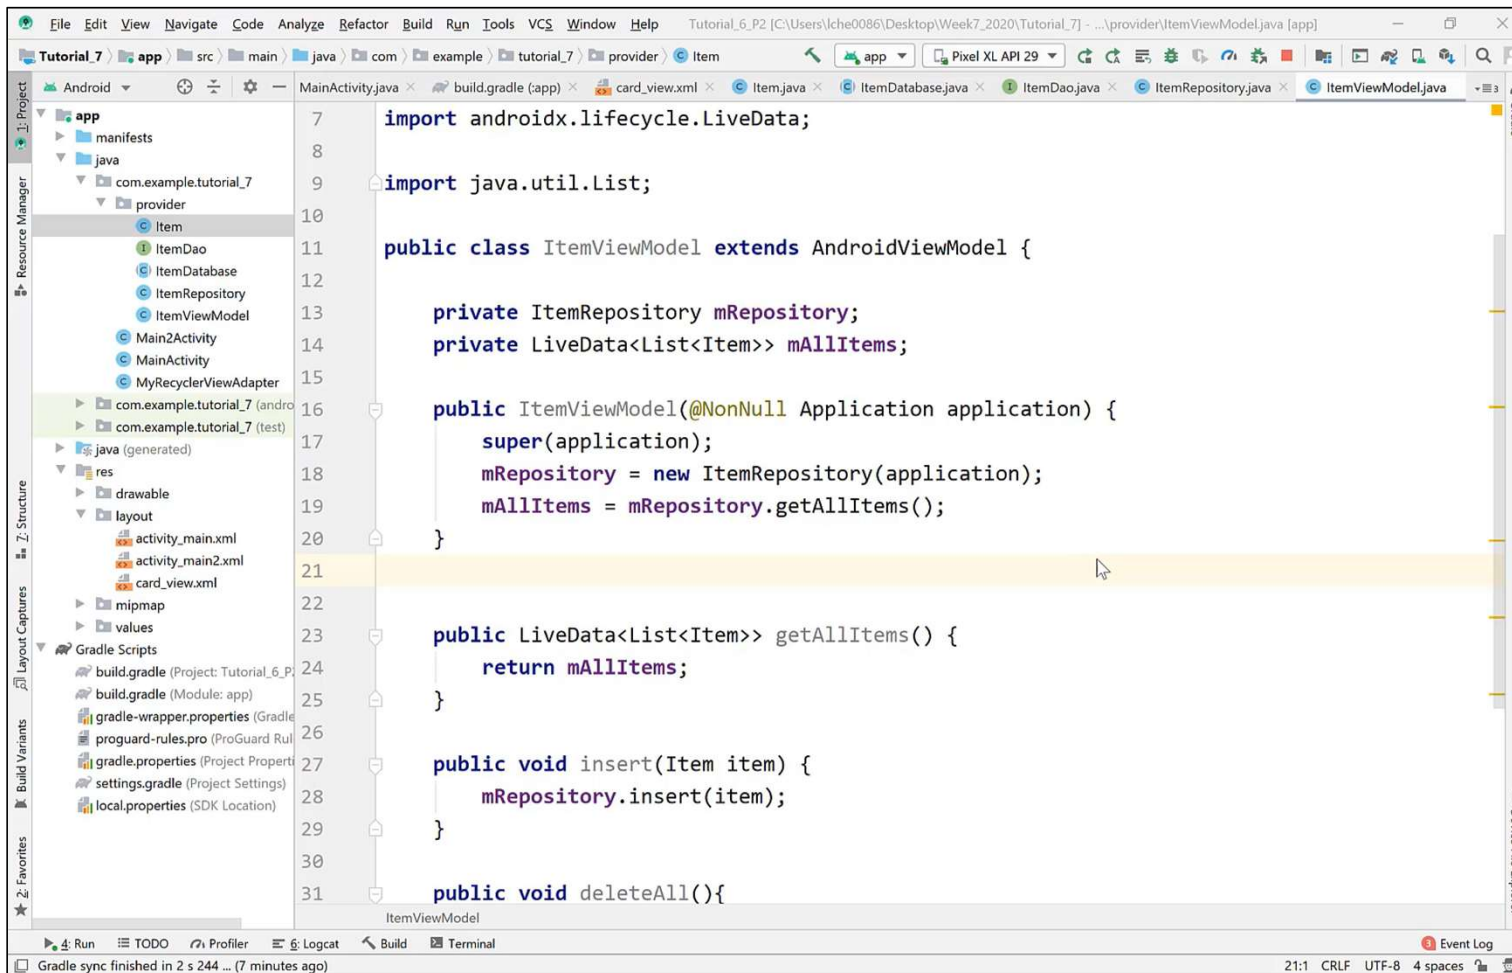 File Edit View Navigate Code Analyze Refactor Build Run Tools VCS Window Help Tutorial_6_P2 [C:\Users\lche0086\Desktop\Week7_2020\Tutorial_7] - ...\provider\ItemViewModel.java [app]
Tutorial_7 app src main java com example tutorial_7 provider Item app Pixel XL API 29
Android MainActivity.java build.gradle (:app) card_view.xml Item.java ItemDatabase.java ItemDao.java ItemRepository.java ItemViewModel.java
1: Project
Resource Manager
7: Structure
Layout Captures
Build Variants
2: Favorites
app
manifests
java
com.example.tutorial_7
provider
Item
ItemDao
ItemDatabase
ItemRepository
ItemViewModel
Main2Activity
MainActivity
MyRecyclerViewAdapter
com.example.tutorial_7 (andro
com.example.tutorial_7 (test)
java (generated)
res
drawable
layout
activity_main.xml
activity_main2.xml
card_view.xml
mipmap
values
Gradle Scripts
build.gradle (Project: Tutorial_6_P
build.gradle (Module: app)
gradle-wrapper.properties (Gradle
proguard-rules.pro (ProGuard Rul
gradle.properties (Project Properti
settings.gradle (Project Settings)
local.properties (SDK Location)
7 import androidx.lifecycle.LiveData;
8
9 import java.util.List;
10
11 public class ItemViewModel extends AndroidViewModel {
12
13 private ItemRepository mRepository;
14 private LiveData<List<Item>> mAllItems;
15
16 public ItemViewModel(@NonNull Application application) {
17 super(application);
18 mRepository = new ItemRepository(application);
19 mAllItems = mRepository.getAllItems();
20 }
21
22
23 public LiveData<List<Item>> getAllItems() {
24 return mAllItems;
25 }
26
27 public void insert(Item item) {
28 mRepository.insert(item);
29 }
30
31 public void deleteAll(){
ItemViewModel
4: Run TODO Profiler 6: Logcat Build Terminal 3 Event Log
Gradle sync finished in 2 s 244 ... (7 minutes ago) 21:1 CRLF UTF-8 4 spaces